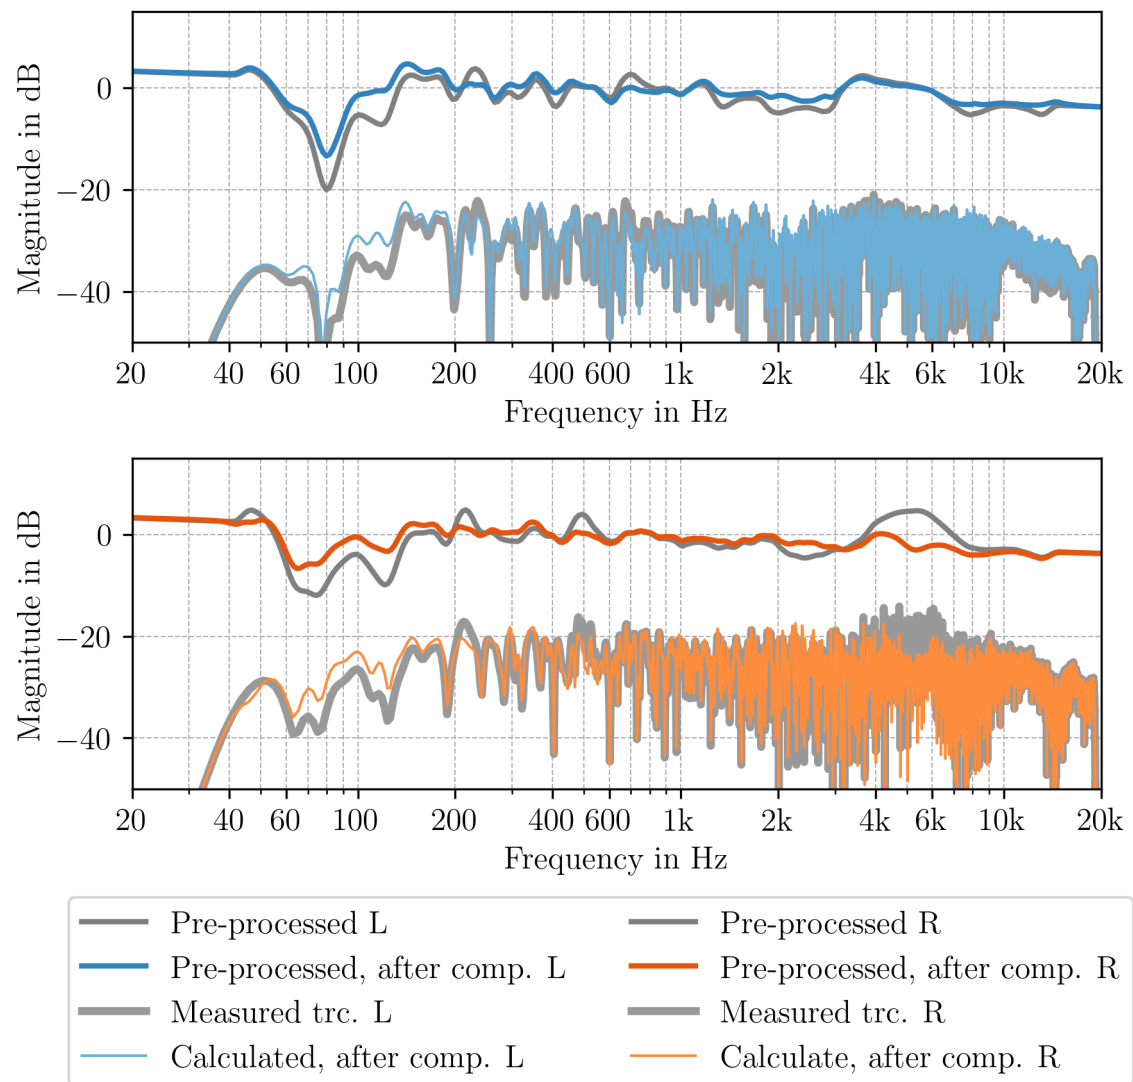 Magnitude in dB
0
−20
−40
20 40 60 100 200 400 600 1k 2k 4k 6k 10k 20k
Frequency in Hz
Magnitude in dB
0
−20
−40
20 40 60 100 200 400 600 1k 2k 4k 6k 10k 20k
Frequency in Hz
Pre-processed L
Pre-processed, after comp. L
Measured trc. L
Calculated, after comp. L
Pre-processed R
Pre-processed, after comp. R
Measured trc. R
Calculate, after comp. R